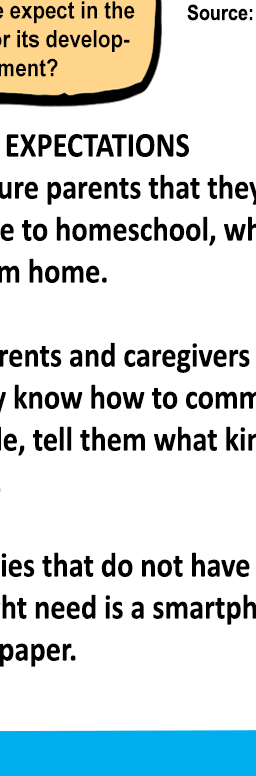 e expect in the
Source:
or its develop-
ment?
EXPECTATIONS
ure parents that they
e to homeschool, wh
m home.
rents and caregivers
y know how to comm
le, tell them what kin
ies that do not have
ght need is a smartph
paper.